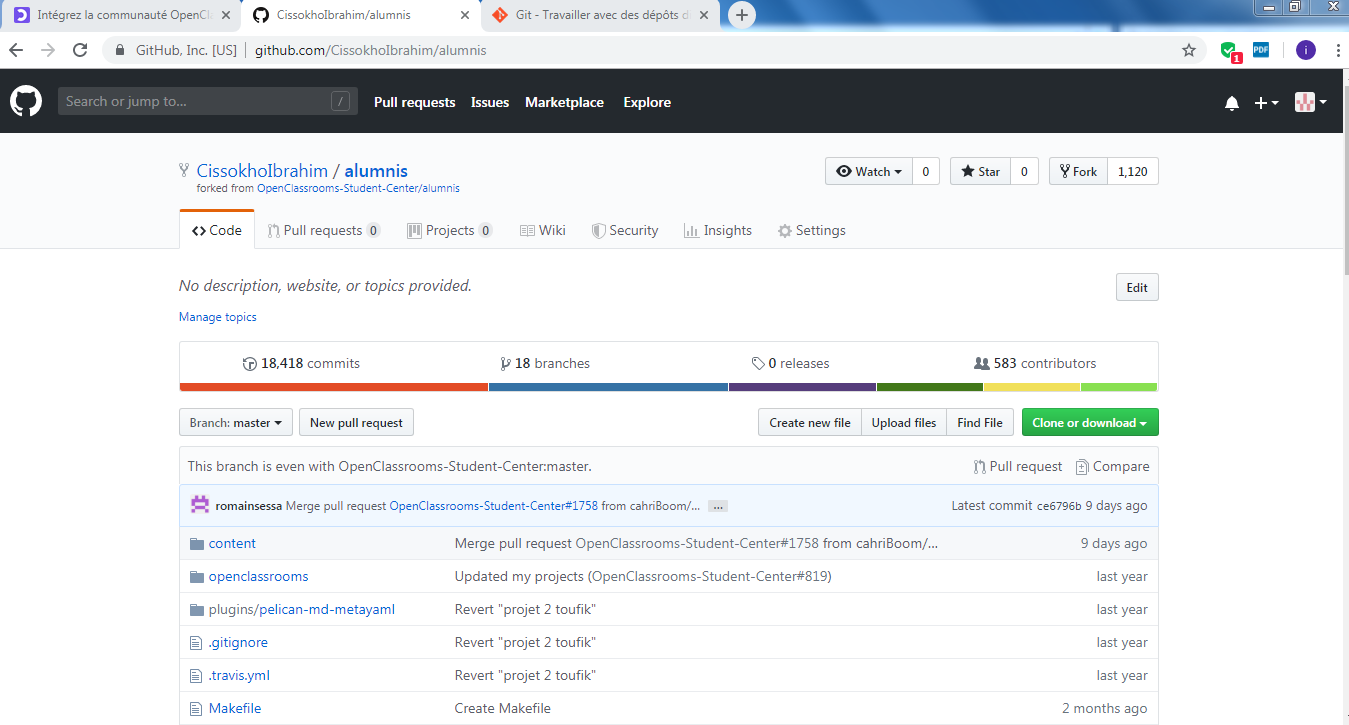 Intégrez la communauté OpenCla
CissokhoIbrahim/alumnis
Git - Travailler avec des dépôts d
GitHub, Inc. [US] | github.com/CissokhoIbrahim/alumnis
1
PDF
i
Search or jump to... /
Pull requests Issues Marketplace Explore
CissokhoIbrahim / alumnis
forked from OpenClassrooms-Student-Center/alumnis
Watch 0 Star 0 Fork 1,120
Code Pull requests 0 Projects 0 Wiki Security Insights Settings
No description, website, or topics provided.
Edit
Manage topics
18,418 commits 18 branches 0 releases 583 contributors
Branch: master New pull request Create new file Upload files Find File Clone or download
This branch is even with OpenClassrooms-Student-Center:master. Pull request Compare
romainsessa Merge pull request OpenClassrooms-Student-Center#1758 from cahriBoom/... ... Latest commit ce6796b 9 days ago
content Merge pull request OpenClassrooms-Student-Center#1758 from cahriBoom/... 9 days ago
openclassrooms Updated my projects (OpenClassrooms-Student-Center#819) last year
plugins/pelican-md-metayaml Revert "projet 2 toufik" last year
.gitignore Revert "projet 2 toufik" last year
.travis.yml Revert "projet 2 toufik" last year
Makefile Create Makefile 2 months ago